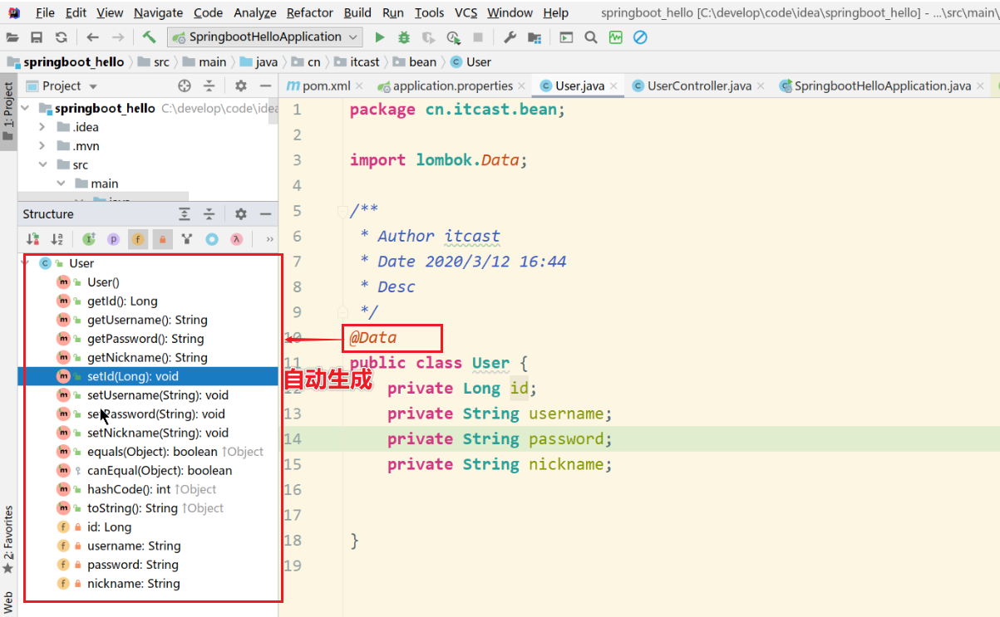 File Edit View Navigate Code Analyze Refactor Build Run Tools VCS Window Help springboot_hello [C:\develop\code\idea\springboot_hello] - ...\src\main\
SpringbootHelloApplication
springboot_hello src main java cn itcast bean C User
1: Project
Project
m pom.xml application.properties C User.java C UserController.java SpringbootHelloApplication.java
springboot_hello C:\develop\code\idea
.idea
.mvn
src
main
java
Structure
C User
m User()
m getId(): Long
m getUsername(): String
m getPassword(): String
m getNickname(): String
m setId(Long): void
m setUsername(String): void
m setPassword(String): void
m setNickname(String): void
m equals(Object): boolean ↑Object
m canEqual(Object): boolean
m hashCode(): int ↑Object
m toString(): String ↑Object
f id: Long
f username: String
f password: String
f nickname: String
2: Favorites
Web
1 package cn.itcast.bean;
2
3 import lombok.Data;
4
5 /**
6 * Author itcast
7 * Date 2020/3/12 16:44
8 * Desc
9 */
10 @Data
11 public class User {
自动生成
12 private Long id;
13 private String username;
14 private String password;
15 private String nickname;
16
17
18 }
19